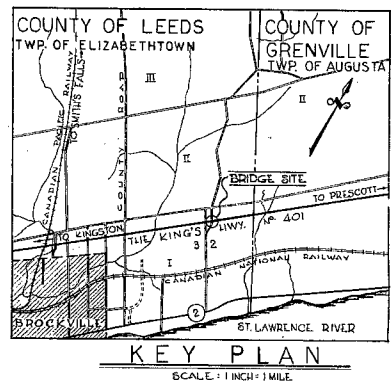 COUNTY OF LEEDS
TWP. OF ELIZABETHTOWN
COUNTY OF
GRENVILLE
TWP. OF AUGUSTA
CANADIAN PACIFIC RAILWAY
TO SMITH'S FALLS
COUNTY ROAD
III
II
II
BRIDGE SITE
TO PRESCOTT
TO KINGSTON
THE KING'S HWY. No. 401
3 2
I
I
CANADIAN NATIONAL RAILWAY
BROCKVILLE
2
ST. LAWRENCE RIVER
KEY PLAN
SCALE: 1 INCH = 1 MILE